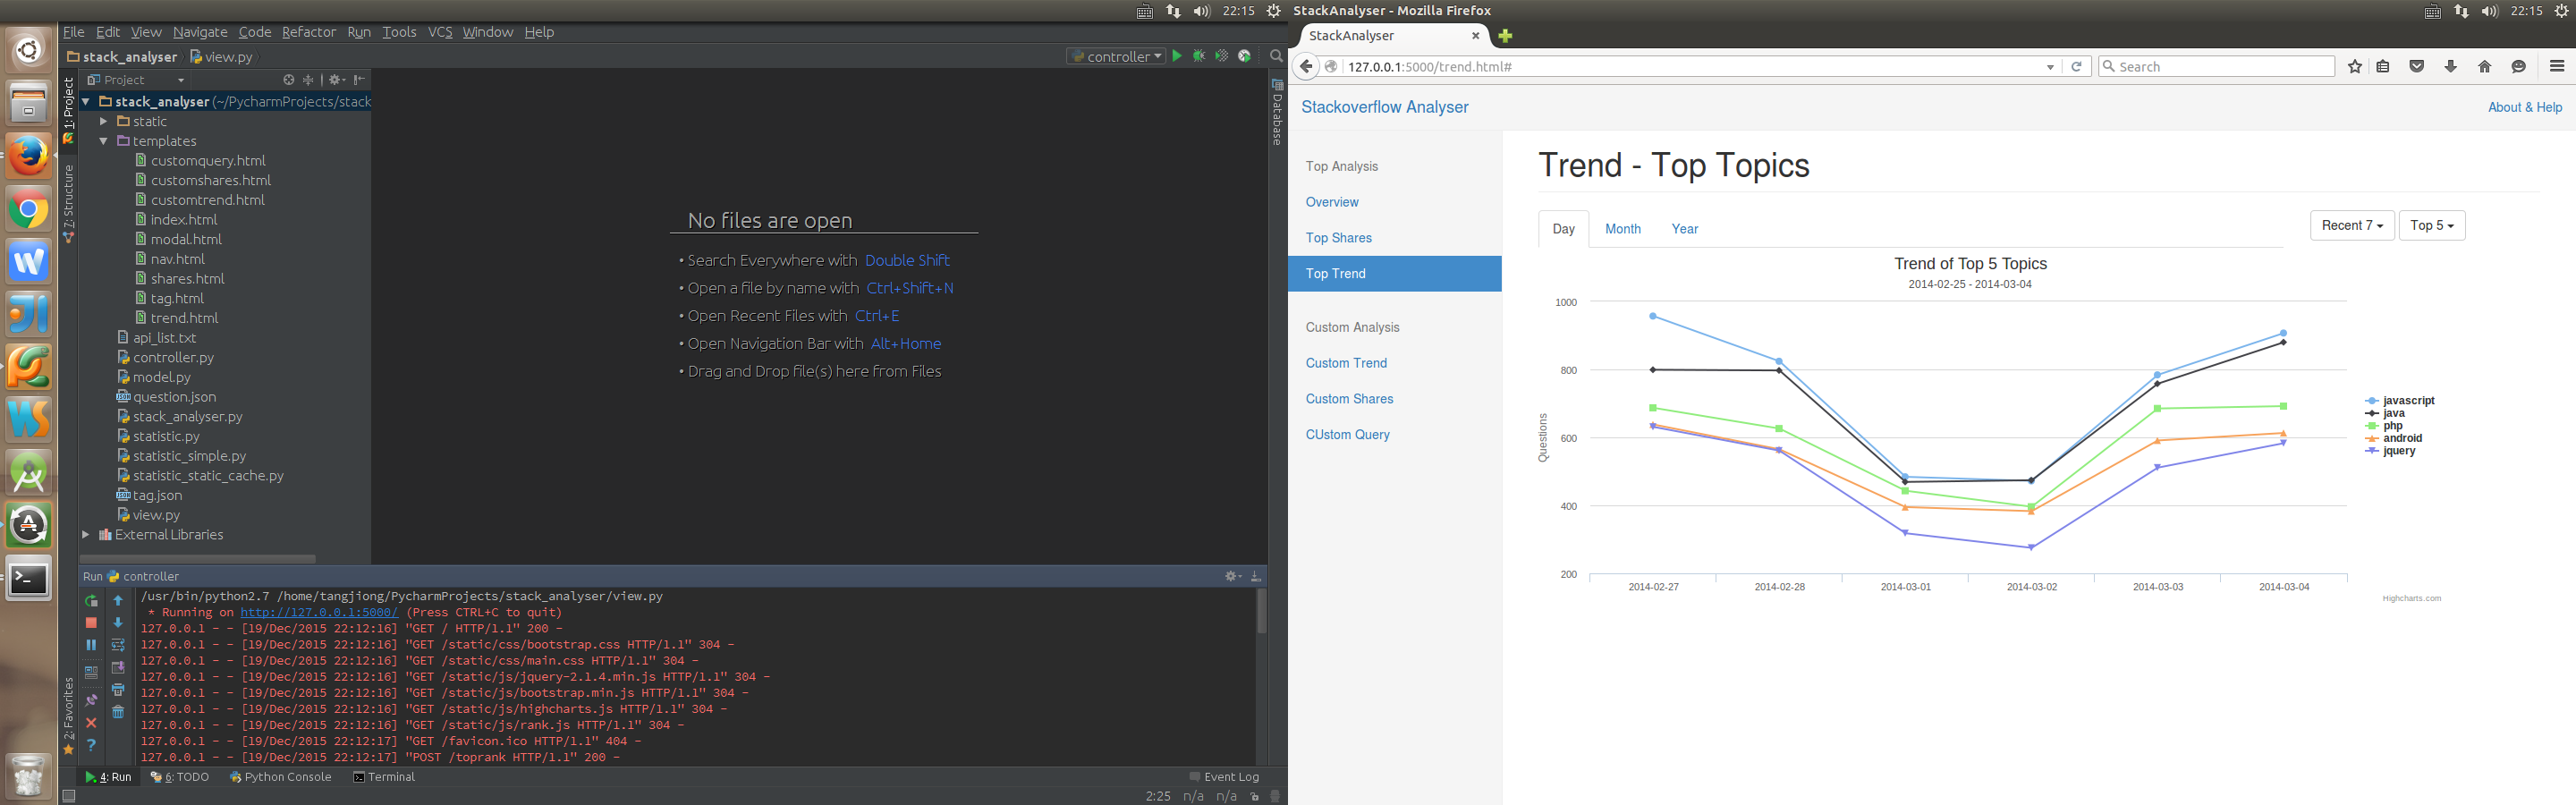 22:15
File Edit View Navigate Code Refactor Run Tools VCS Window Help
stack_analyser view.py
controller
Project
1: Project
7: Structure
2: Favorites
Database
stack_analyser (~/PycharmProjects/stack
static
templates
customquery.html
customshares.html
customtrend.html
index.html
modal.html
nav.html
shares.html
tag.html
trend.html
api_list.txt
controller.py
model.py
question.json
stack_analyser.py
statistic.py
statistic_simple.py
statistic_static_cache.py
tag.json
view.py
External Libraries
No files are open
• Search Everywhere with Double Shift
• Open a file by name with Ctrl+Shift+N
• Open Recent Files with Ctrl+E
• Open Navigation Bar with Alt+Home
• Drag and Drop file(s) here from Files
Run controller
/usr/bin/python2.7 /home/tangjiong/PycharmProjects/stack_analyser/view.py
* Running on http://127.0.0.1:5000/ (Press CTRL+C to quit)
127.0.0.1 - - [19/Dec/2015 22:12:16] "GET / HTTP/1.1" 200 -
127.0.0.1 - - [19/Dec/2015 22:12:16] "GET /static/css/bootstrap.css HTTP/1.1" 304 -
127.0.0.1 - - [19/Dec/2015 22:12:16] "GET /static/css/main.css HTTP/1.1" 304 -
127.0.0.1 - - [19/Dec/2015 22:12:16] "GET /static/js/jquery-2.1.4.min.js HTTP/1.1" 304 -
127.0.0.1 - - [19/Dec/2015 22:12:16] "GET /static/js/bootstrap.min.js HTTP/1.1" 304 -
127.0.0.1 - - [19/Dec/2015 22:12:16] "GET /static/js/highcharts.js HTTP/1.1" 304 -
127.0.0.1 - - [19/Dec/2015 22:12:16] "GET /static/js/rank.js HTTP/1.1" 304 -
127.0.0.1 - - [19/Dec/2015 22:12:17] "GET /favicon.ico HTTP/1.1" 404 -
127.0.0.1 - - [19/Dec/2015 22:12:17] "POST /toprank HTTP/1.1" 200 -
4: Run 6: TODO Python Console Terminal Event Log
2:25 n/a n/a
StackAnalyser - Mozilla Firefox 22:15
StackAnalyser
127.0.0.1:5000/trend.html# Search
Stackoverflow Analyser About & Help
Top Analysis
Overview
Top Shares
Top Trend
Custom Analysis
Custom Trend
Custom Shares
CUstom Query
Trend - Top Topics
Day Month Year Recent 7 Top 5
Trend of Top 5 Topics
2014-02-25 - 2014-03-04
1000
800
600
400
200
Questions
2014-02-27 2014-02-28 2014-03-01 2014-03-02 2014-03-03 2014-03-04
javascript
java
php
android
jquery
Highcharts.com